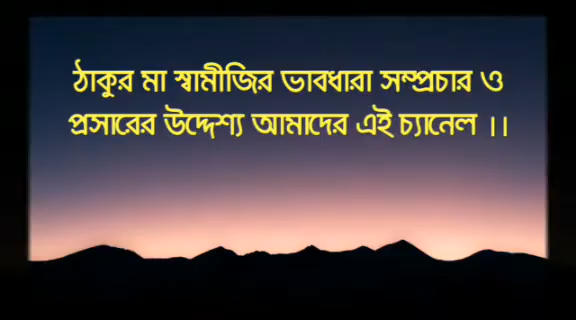 ঠাকুর মা স্বামীজির ভাবধারা সম্প্রচার ও
প্রসারের উদ্দেশ্য আমাদের এই চ্যানেল ।।